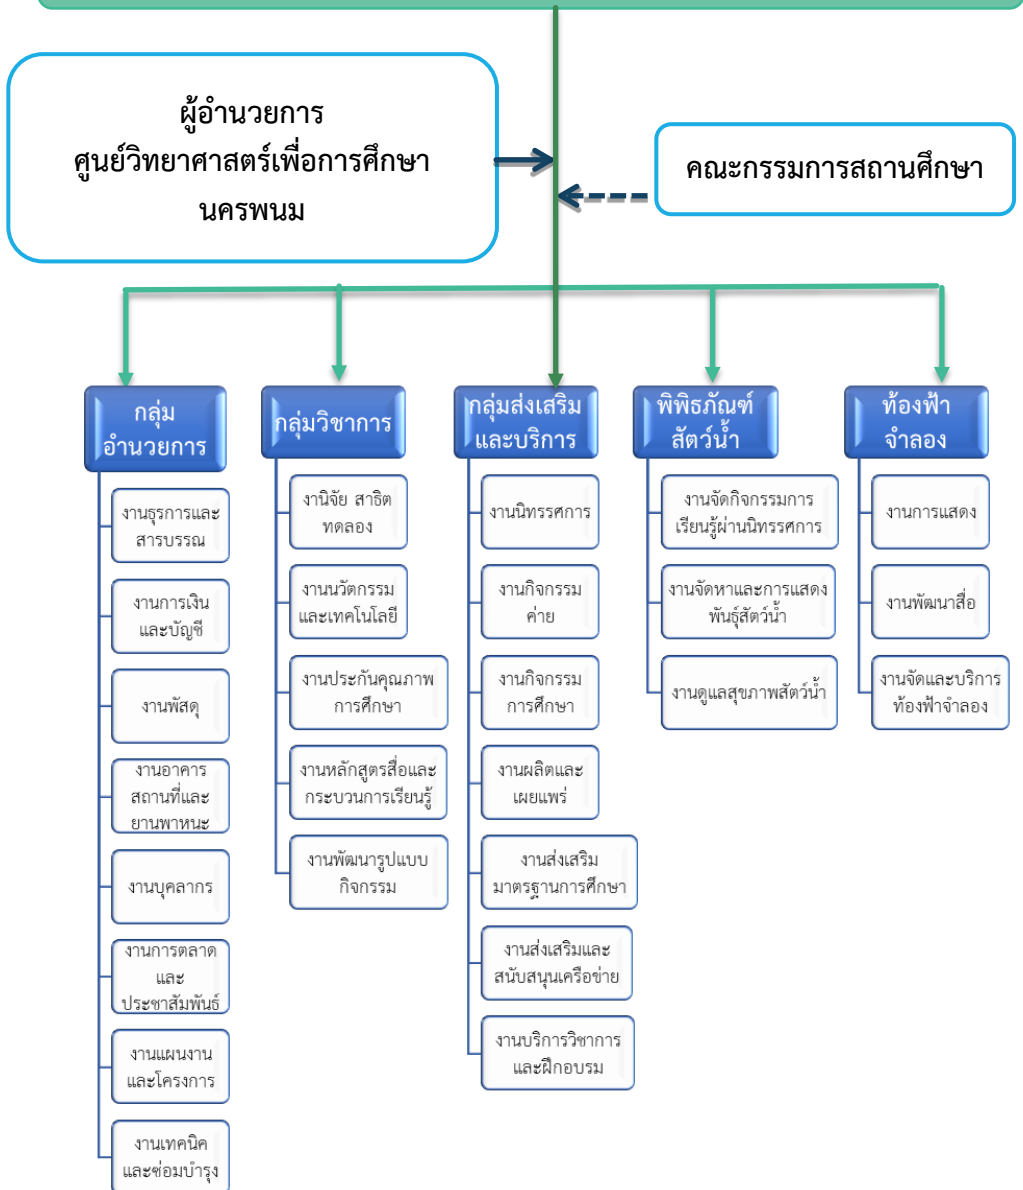 ผู้อำนวยการ
ศูนย์วิทยาศาสตร์เพื่อการศึกษา
นครพนม
คณะกรรมการสถานศึกษา
กลุ่ม
อำนวยการ
งานธุรการและ
สารบรรณ
งานการเงิน
และบัญชี
งานพัสดุ
งานอาคาร
สถานที่และ
ยานพาหนะ
งานบุคลากร
งานการตลาด
และ
ประชาสัมพันธ์
งานแผนงาน
และโครงการ
งานเทคนิค
และซ่อมบำรุง
กลุ่มวิชาการ
งานิจัย สาธิต
ทดลอง
งานนวัตกรรม
และเทคโนโลยี
งานประกันคุณภาพ
การศึกษา
งานหลักสูตรสื่อและ
กระบวนการเรียนรู้
งานพัฒนารูปแบบ
กิจกรรม
กลุ่มส่งเสริม
และบริการ
งานนิทรรศการ
งานกิจกรรม
ค่าย
งานกิจกรรม
การศึกษา
งานผลิตและ
เผยแพร่
งานส่งเสริม
มาตรฐานการศึกษา
งานส่งเสริมและ
สนับสนุนเครือข่าย
งานบริการวิชาการ
และฝึกอบรม
พิพิธภัณฑ์
สัตว์น้ำ
งานจัดกิจกรรมการ
เรียนรู้ผ่านนิทรรศการ
งานจัดหาและการแสดง
พันธุ์สัตว์น้ำ
งานดูแลสุขภาพสัตว์น้ำ
ท้องฟ้า
จำลอง
งานการแสดง
งานพัฒนาสื่อ
งานจัดและบริการ
ท้องฟ้าจำลอง